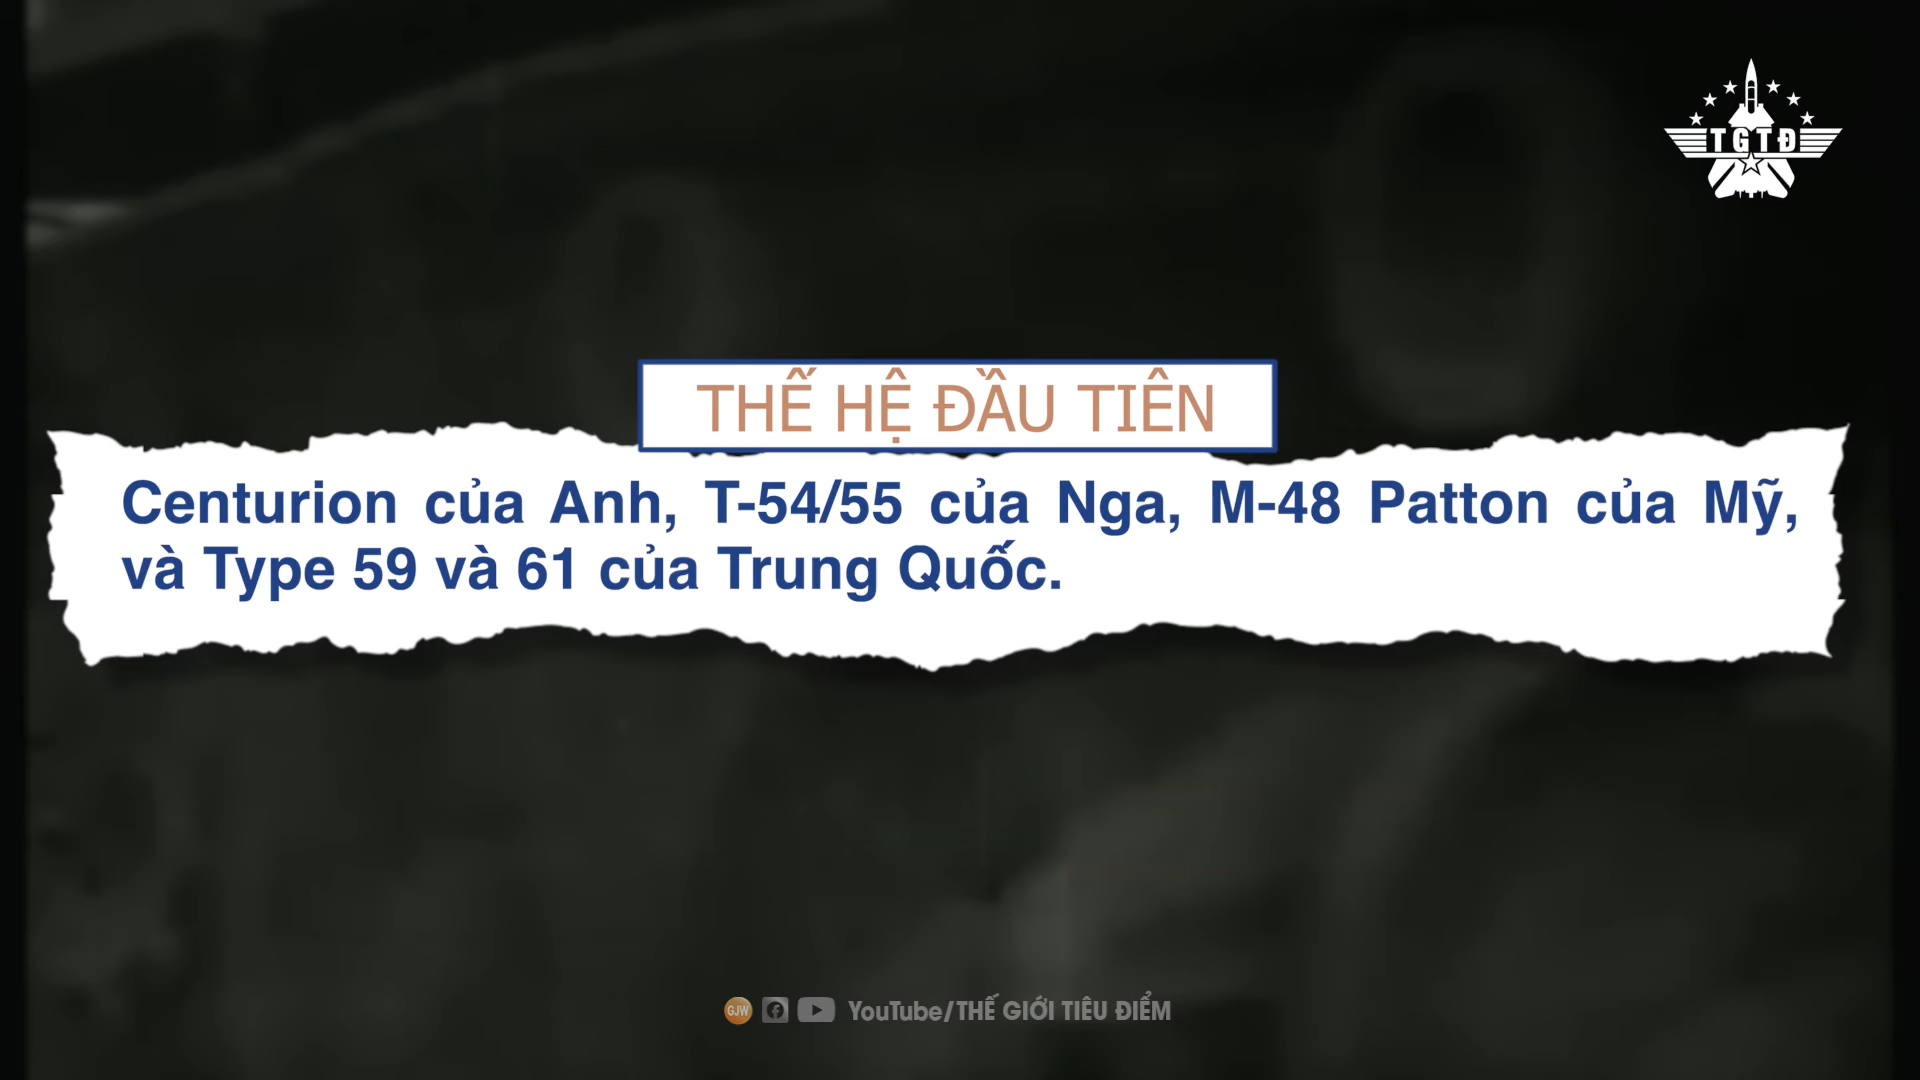 TGTĐ
THẾ HỆ ĐẦU TIÊN
Centurion của Anh, T-54/55 của Nga, M-48 Patton của Mỹ,
và Type 59 và 61 của Trung Quốc.
GJW YouTube/THẾ GIỚI TIÊU ĐIỂM